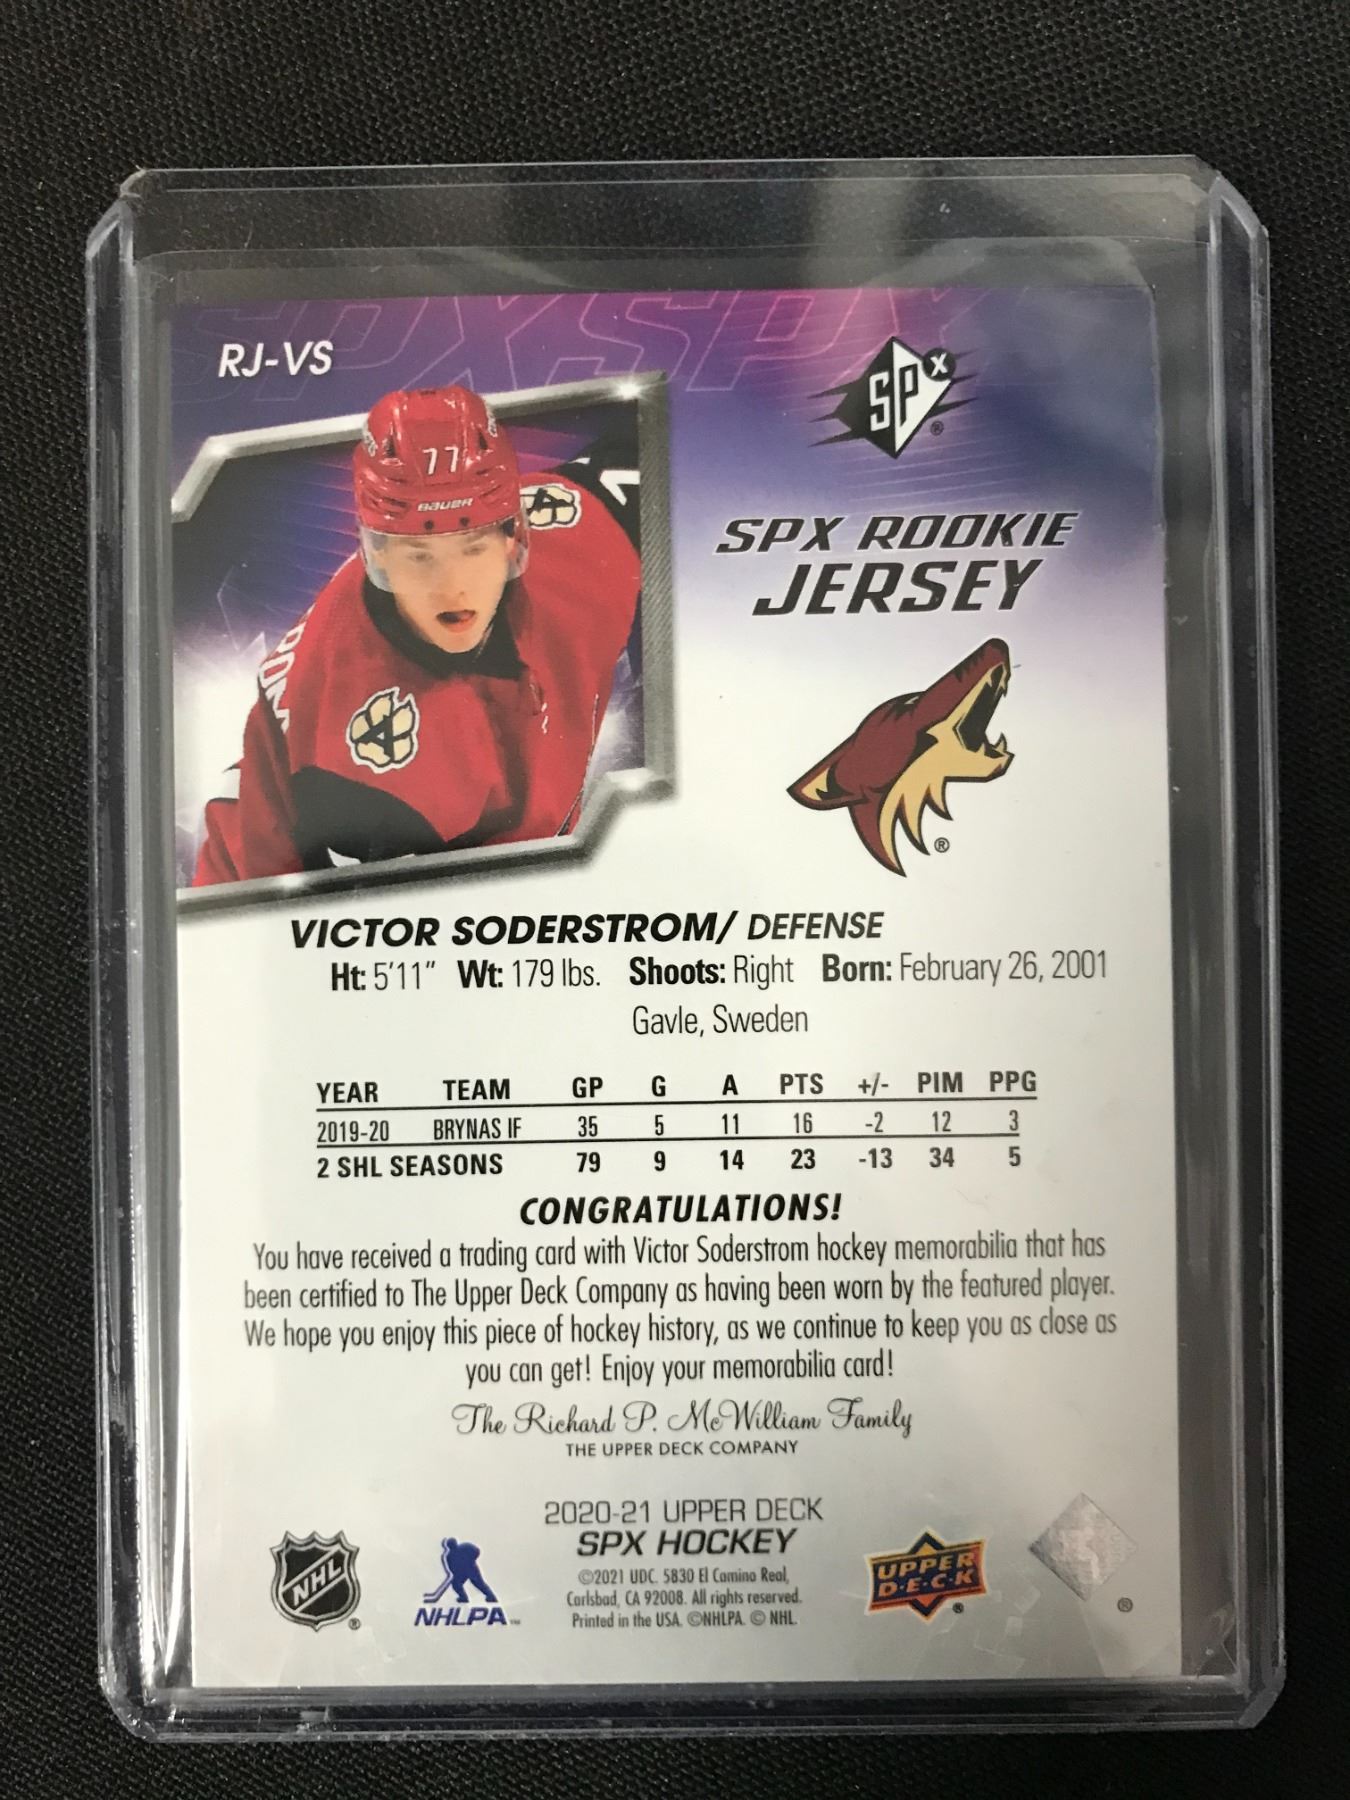 RJ-VS
SPX SPX
SPx®
77
BAUER
A
A
SPX ROOKIE
JERSEY
®
VICTOR SODERSTROM/ DEFENSE
Ht: 5'11" Wt: 179 lbs. Shoots: Right Born: February 26, 2001
Gavle, Sweden
YEAR TEAM GP G A PTS +/- PIM PPG
2019-20 BRYNAS IF 35 5 11 16 -2 12 3
2 SHL SEASONS 79 9 14 23 -13 34 5
CONGRATULATIONS!
You have received a trading card with Victor Soderstrom hockey memorabilia that has
been certified to The Upper Deck Company as having been worn by the featured player.
We hope you enjoy this piece of hockey history, as we continue to keep you as close as
you can get! Enjoy your memorabilia card!
The Richard P. McWilliam Family
THE UPPER DECK COMPANY
2020-21 UPPER DECK
SPX HOCKEY
©2021 UDC. 5830 El Camino Real,
Carlsbad, CA 92008. All rights reserved.
Printed in the USA. ©NHLPA. © NHL.
NHL®
NHLPA™
UPPER
D·E·C·K®
®